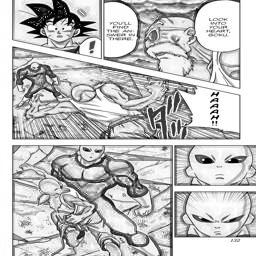 LOOK
INTO
YOUR
HEART,
GOKU.
YOU'LL
FIND
THE AN-
SWER IN
THERE.
!
HAAAH!!
132